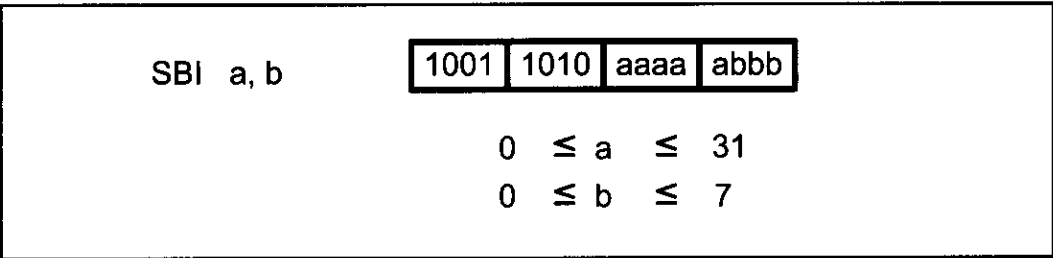 SBI a, b 1001 1010 aaaa abbb
0 ≤ a ≤ 31
0 ≤ b ≤ 7